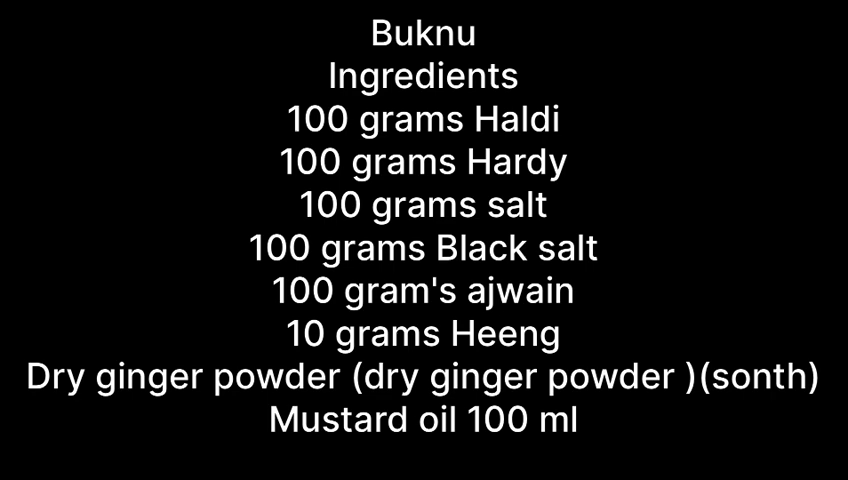 Buknu
Ingredients
100 grams Haldi
100 grams Hardy
100 grams salt
100 grams Black salt
100 gram's ajwain
10 grams Heeng
Dry ginger powder (dry ginger powder )(sonth)
Mustard oil 100 ml